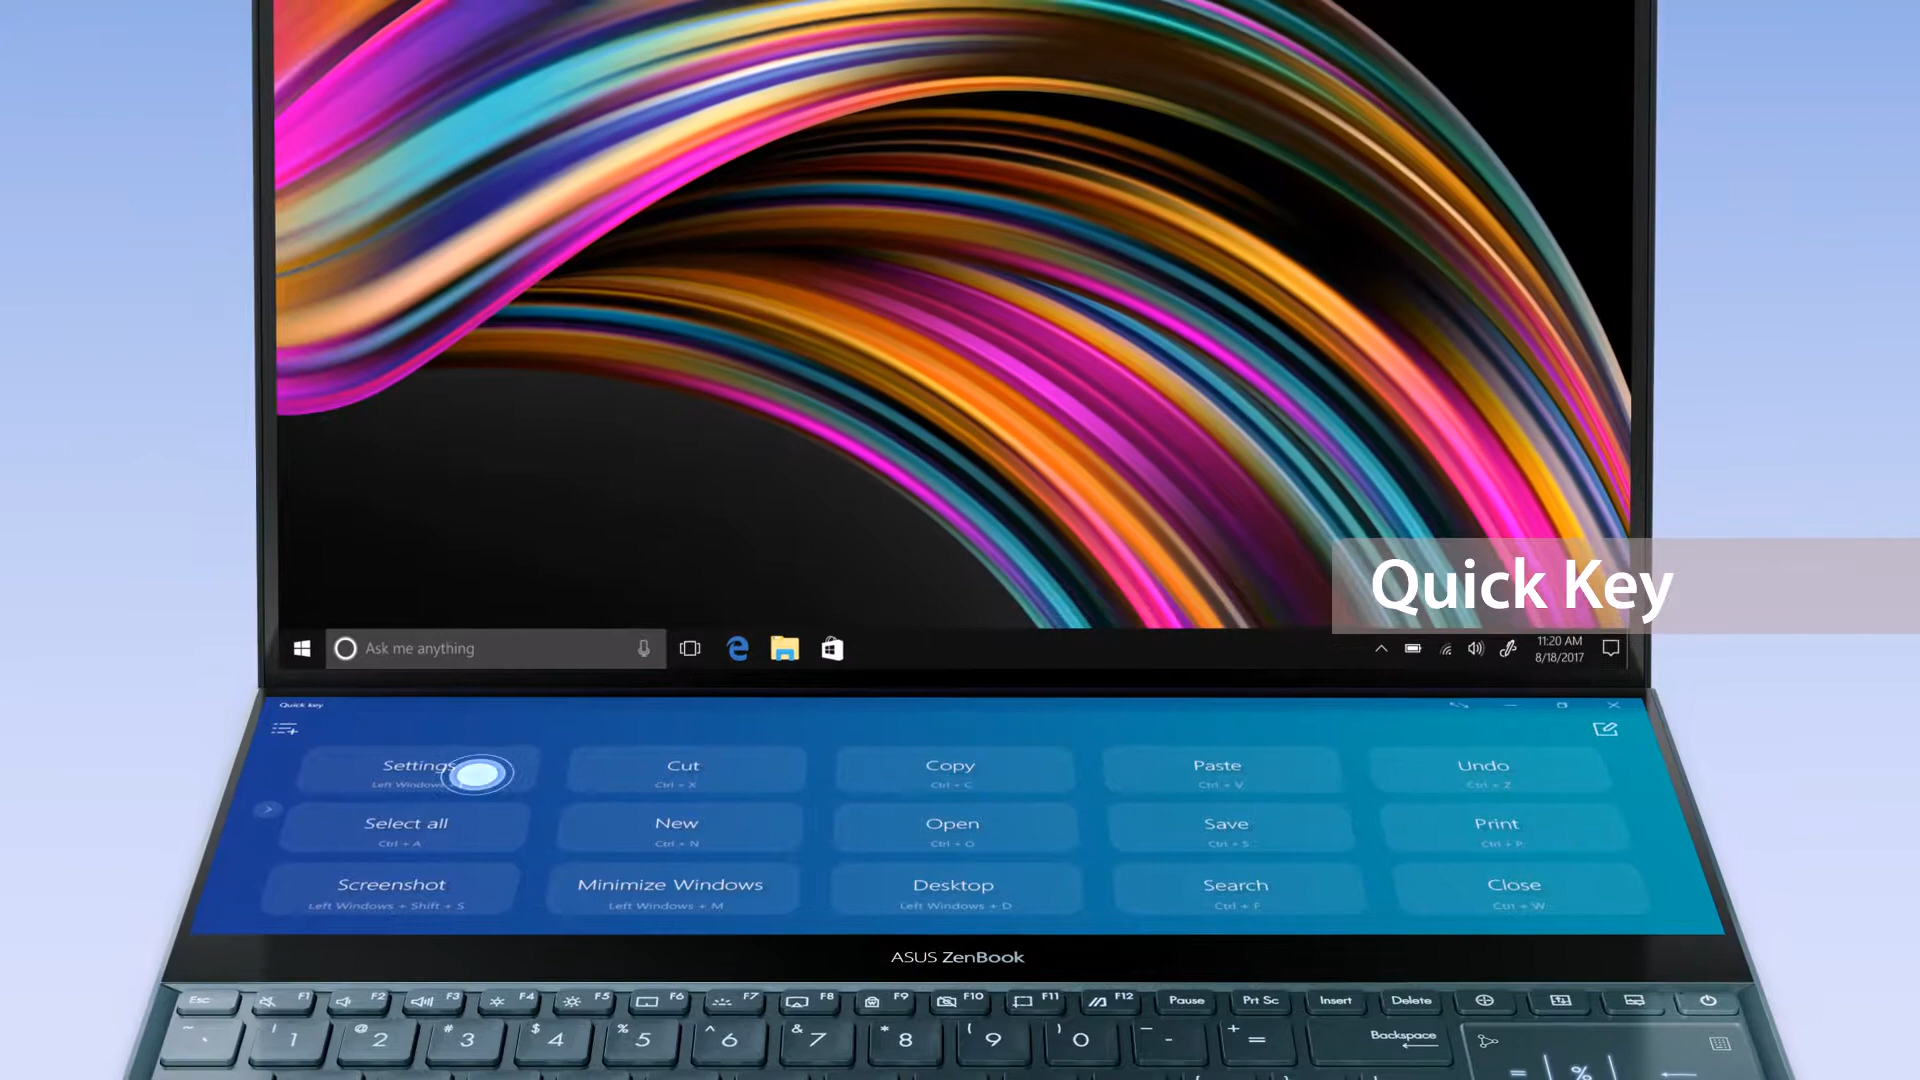 Quick Key
Ask me anything
11:20 AM
8/18/2017
Quick key
Settings
Left Windows
Cut
Ctrl + X
Copy
Ctrl + C
Paste
Ctrl + V
Undo
Ctrl + Z
Select all
Ctrl + A
New
Ctrl + N
Open
Ctrl + O
Save
Ctrl + S
Print
Ctrl + P
Screenshot
Left Windows + Shift + S
Minimize Windows
Left Windows + M
Desktop
Left Windows + D
Search
Ctrl + F
Close
Ctrl + W
ASUS ZenBook
Esc F1 F2 F3 F4 F5 F6 F7 F8 F9 F10 F11 F12 Pause Prt Sc Insert Delete
~ ! @ # $ % ^ & * ( ) _ +
` 1 2 3 4 5 6 7 8 9 0 - = Backspace
= %